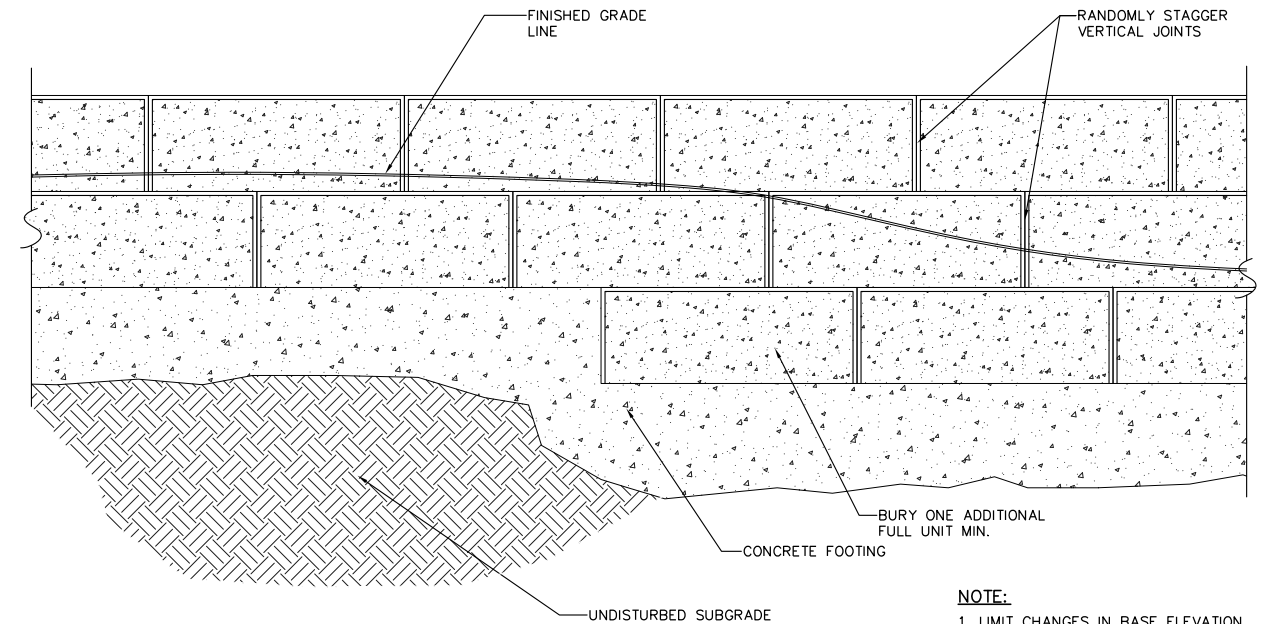 FINISHED GRADE
LINE
RANDOMLY STAGGER
VERTICAL JOINTS
BURY ONE ADDITIONAL
FULL UNIT MIN.
CONCRETE FOOTING
UNDISTURBED SUBGRADE
NOTE:
1. LIMIT CHANGES IN BASE ELEVATION